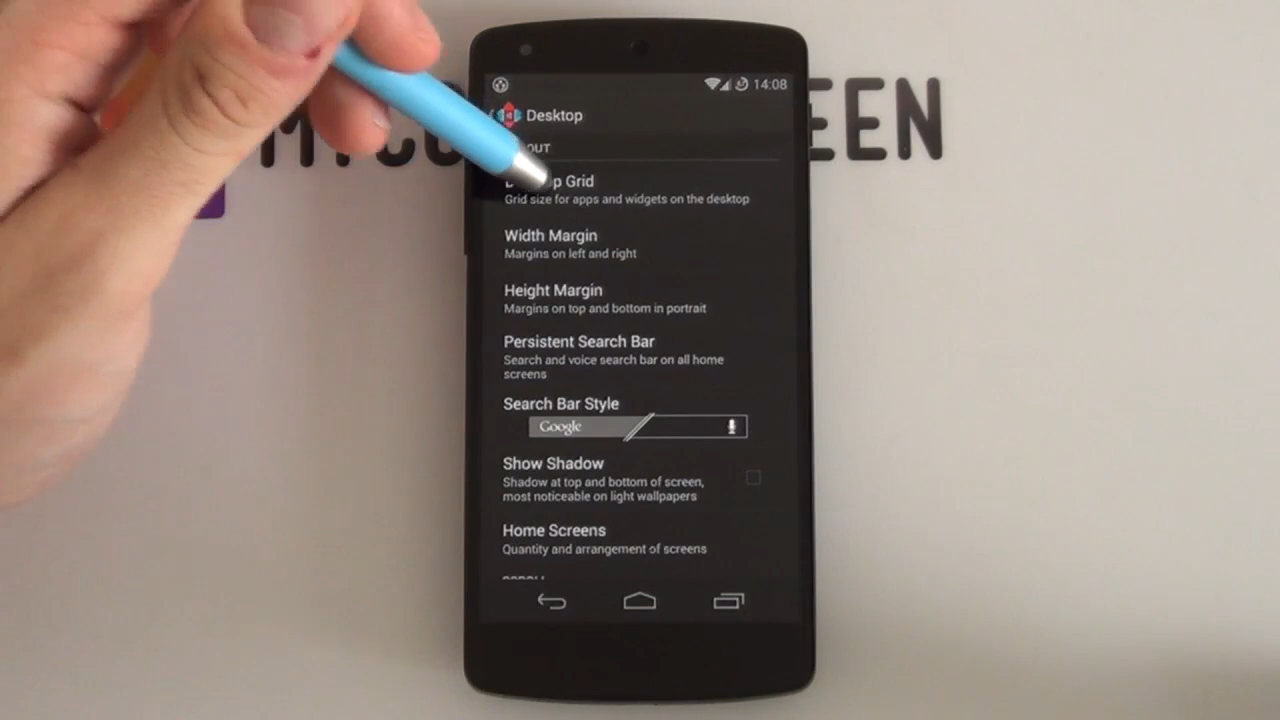 14:08
EEN
Desktop
OUT
Grid
Grid size for apps and widgets on the desktop
Width Margin
Margins on left and right
Height Margin
Margins on top and bottom in portrait
Persistent Search Bar
Search and voice search bar on all home
screens
Search Bar Style
Google
Show Shadow
Shadow at top and bottom of screen,
most noticeable on light wallpapers
Home Screens
Quantity and arrangement of screens